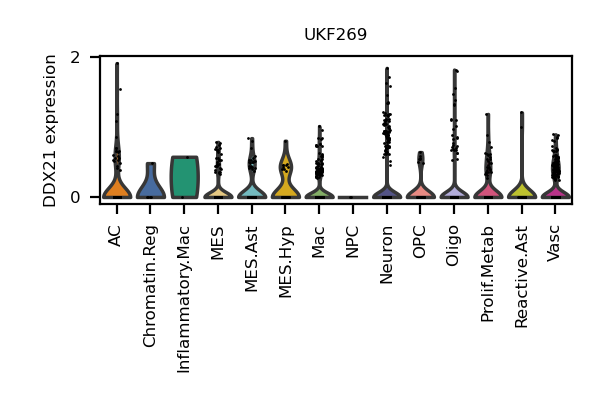 UKF269
DDX21 expression
2
0
AC
Chromatin.Reg
Inflammatory.Mac
MES
MES.Ast
MES.Hyp
Mac
NPC
Neuron
OPC
Oligo
Prolif.Metab
Reactive.Ast
Vasc